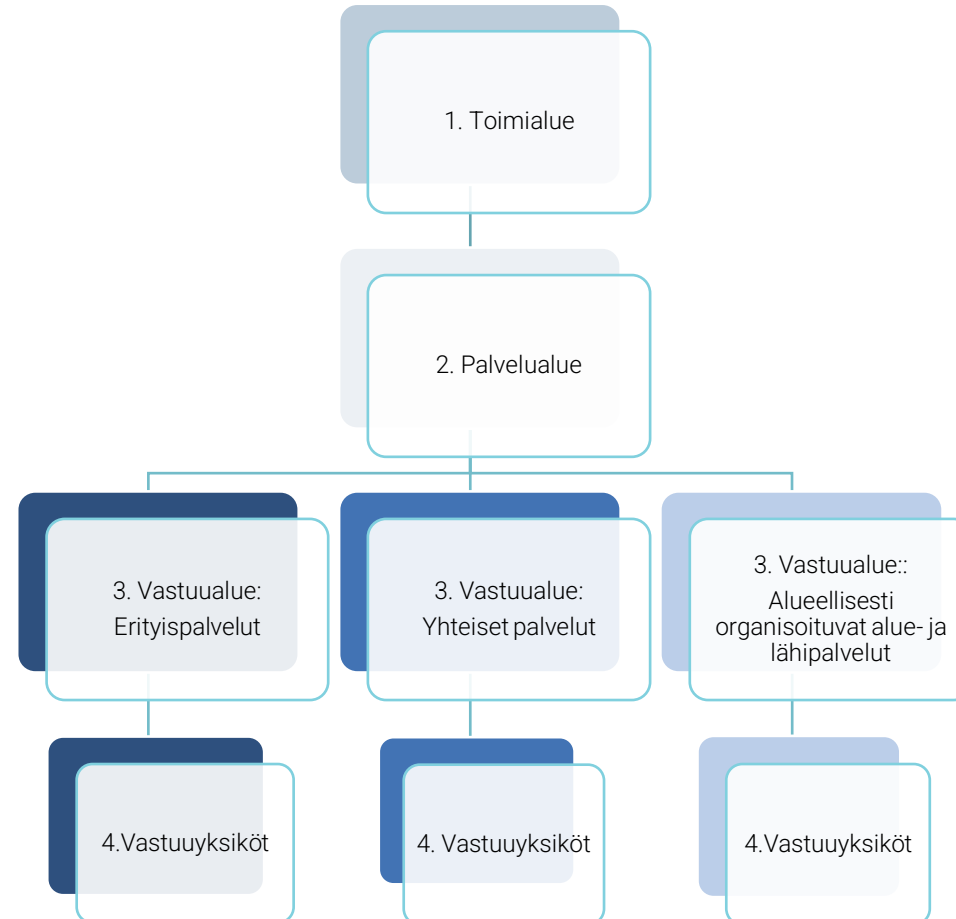 1. Toimialue
2. Palvelualue
3. Vastuualue:
Erityispalvelut
3. Vastuualue:
Yhteiset palvelut
3. Vastuualue::
Alueellisesti
organisoituvat alue- ja
lähipalvelut
4.Vastuuyksiköt
4. Vastuuyksiköt
4.Vastuuyksiköt